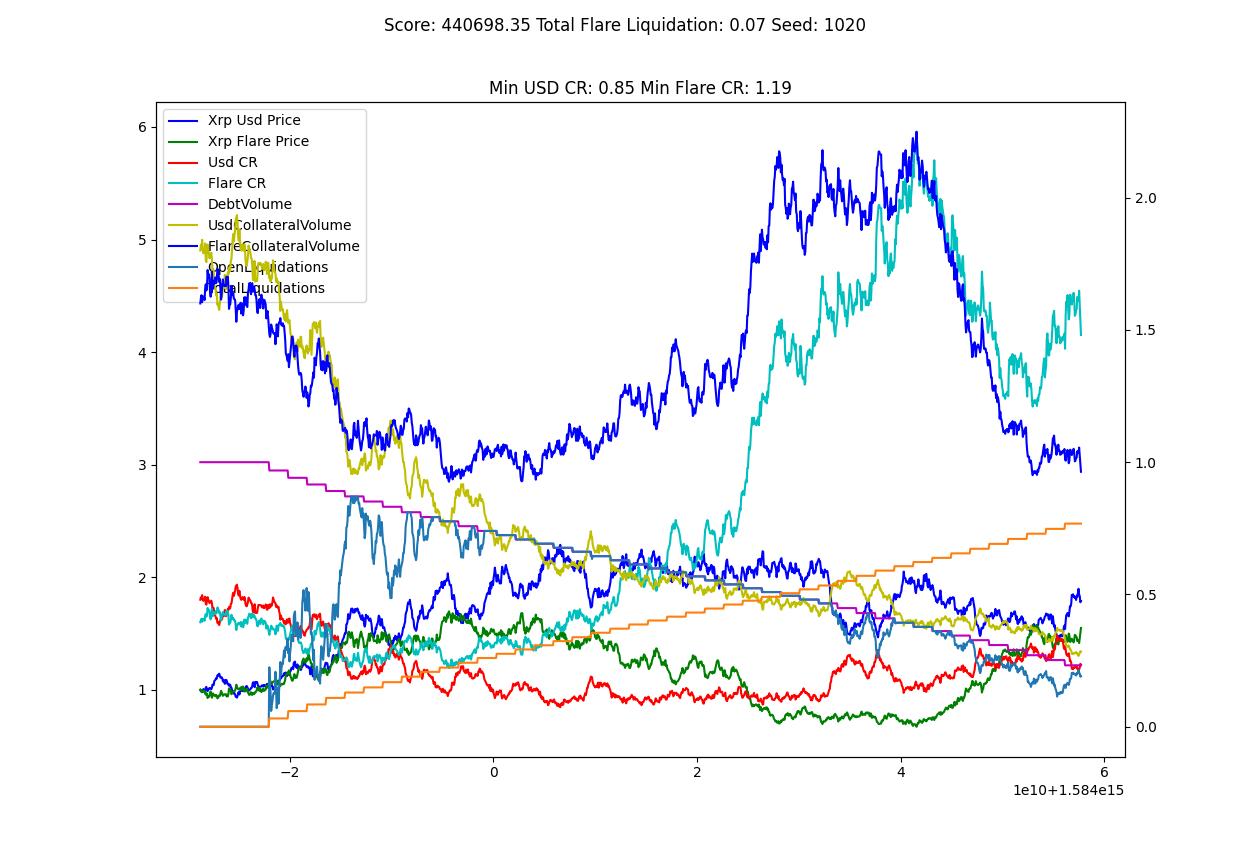 Score: 440698.35 Total Flare Liquidation: 0.07 Seed: 1020
Min USD CR: 0.85 Min Flare CR: 1.19
Xrp Usd Price
Xrp Flare Price
Usd CR
Flare CR
DebtVolume
UsdCollateralVolume
FlareCollateralVolume
OpenLiquidations
TotalLiquidations
6
5
4
3
2
1
2.0
1.5
1.0
0.5
0.0
−2
0
2
4
6
1e10+1.584e15